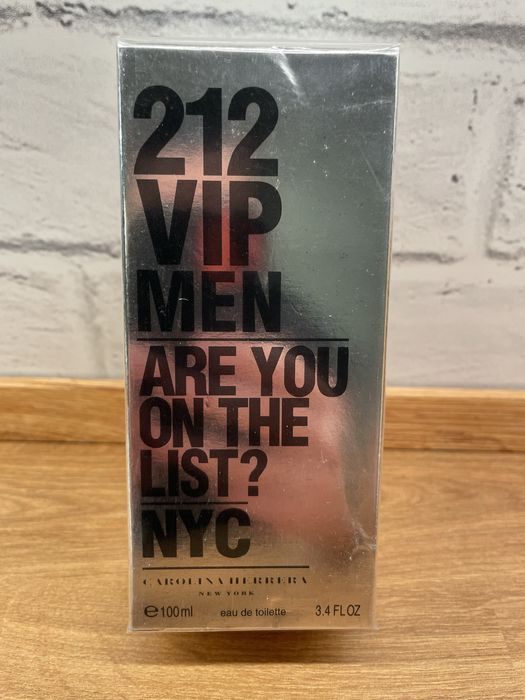 212
VIP
MEN
ARE YOU
ON THE
LIST?
NYC
CAROLINA HERRERA
NEW YORK
℮100ml eau de toilette 3.4 FL OZ